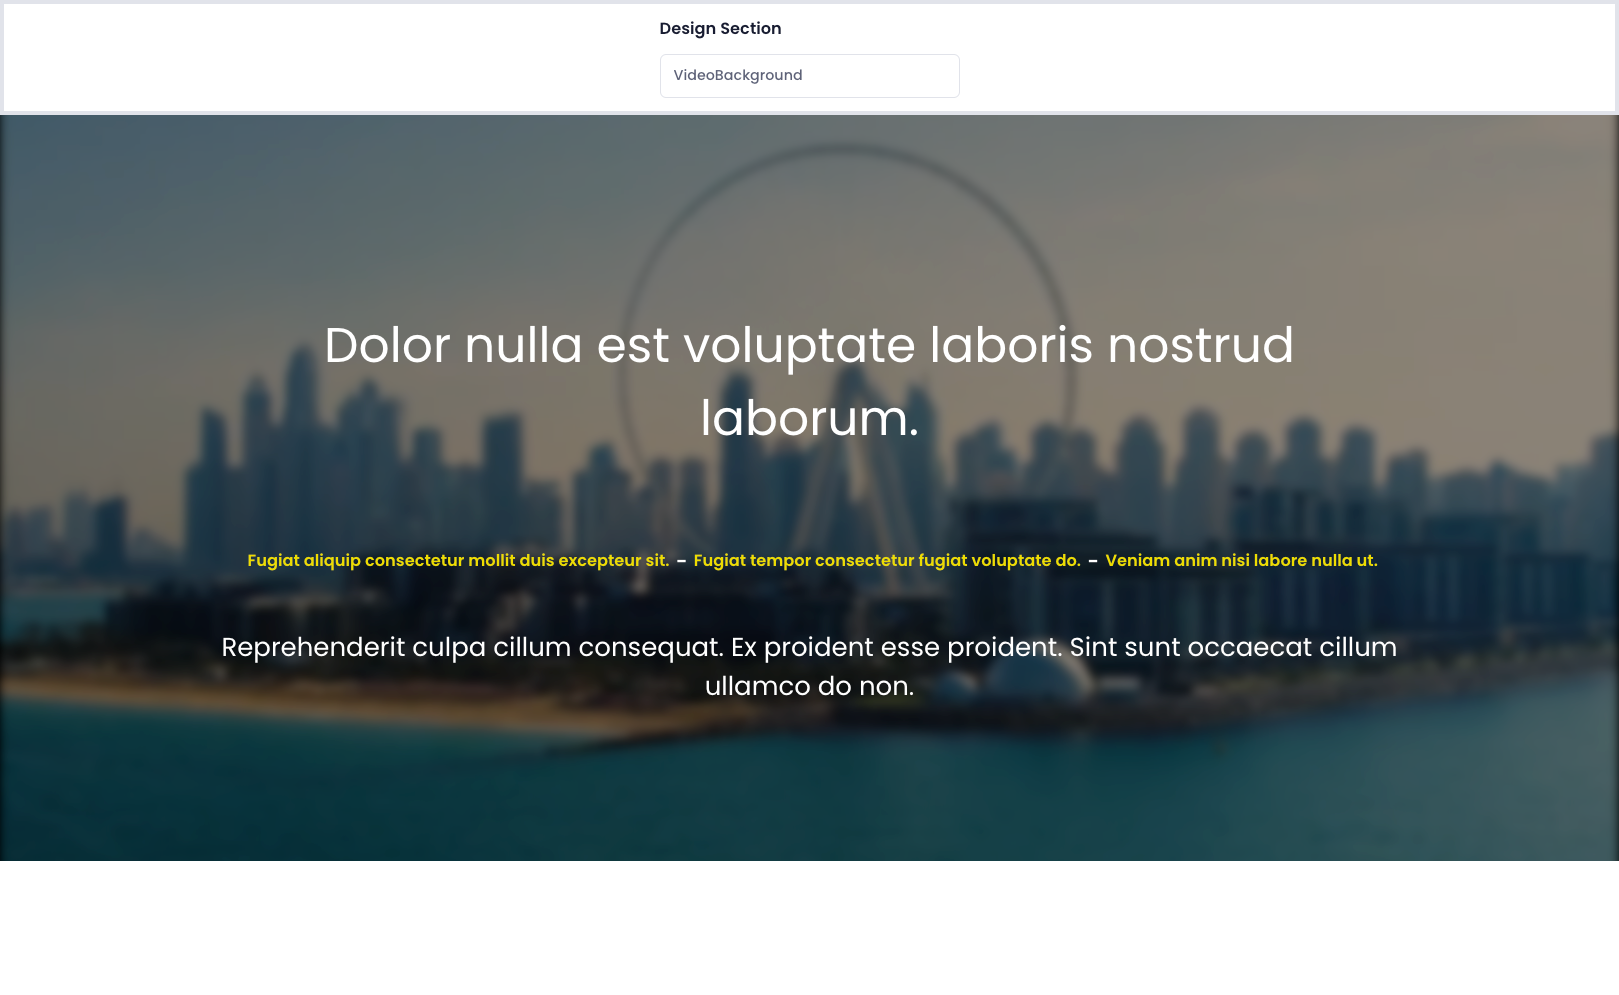 Design Section
VideoBackground
Dolor nulla est voluptate laboris nostrud
laborum.
Fugiat aliquip consectetur mollit duis excepteur sit. – Fugiat tempor consectetur fugiat voluptate do. – Veniam anim nisi labore nulla ut.
Reprehenderit culpa cillum consequat. Ex proident esse proident. Sint sunt occaecat cillum
ullamco do non.